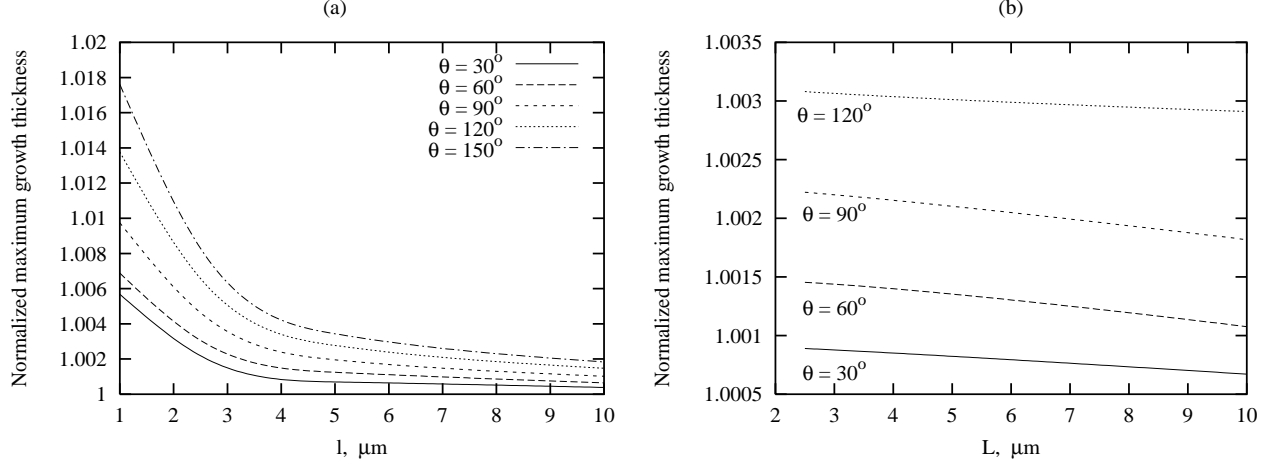 (a)
Normalized maximum growth thickness
1.02
1.018
1.016
1.014
1.012
1.01
1.008
1.006
1.004
1.002
1
1 2 3 4 5 6 7 8 9 10
l, μm
θ = 30°
θ = 60°
θ = 90°
θ = 120°
θ = 150°
(b)
Normalized maximum growth thickness
1.0035
1.003
1.0025
1.002
1.0015
1.001
1.0005
2 3 4 5 6 7 8 9 10
L, μm
θ = 120°
θ = 90°
θ = 60°
θ = 30°